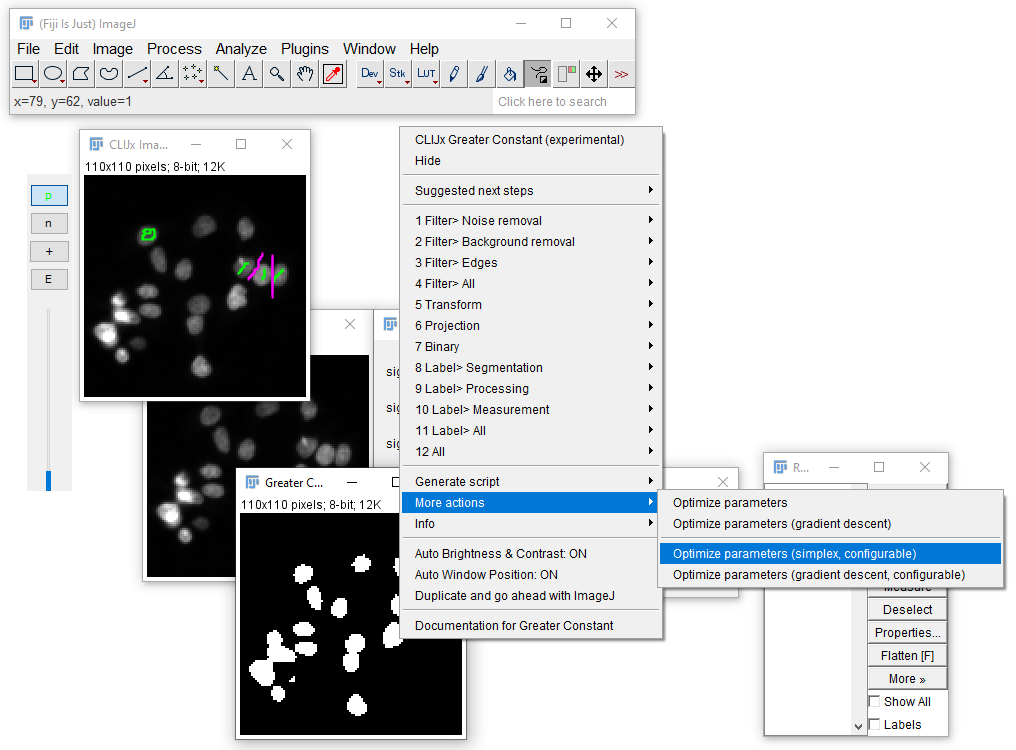 (Fiji Is Just) ImageJ
File Edit Image Process Analyze Plugins Window Help
A Dev Stk LUT >>
x=79, y=62, value=1
Click here to search
CLIJx Ima...
110x110 pixels; 8-bit; 12K
p
n
+
E
sig
sig
sig
Greater C...
110x110 pixels; 8-bit; 12K
CLIJx Greater Constant (experimental)
Hide
Suggested next steps
1 Filter> Noise removal
2 Filter> Background removal
3 Filter> Edges
4 Filter> All
5 Transform
6 Projection
7 Binary
8 Label> Segmentation
9 Label> Processing
10 Label> Measurement
11 Label> All
12 All
Generate script
More actions
Info
Auto Brightness & Contrast: ON
Auto Window Position: ON
Duplicate and go ahead with ImageJ
Documentation for Greater Constant
Optimize parameters
Optimize parameters (gradient descent)
Optimize parameters (simplex, configurable)
Optimize parameters (gradient descent, configurable)
R...
Measure
Deselect
Properties...
Flatten [F]
More »
Show All
Labels